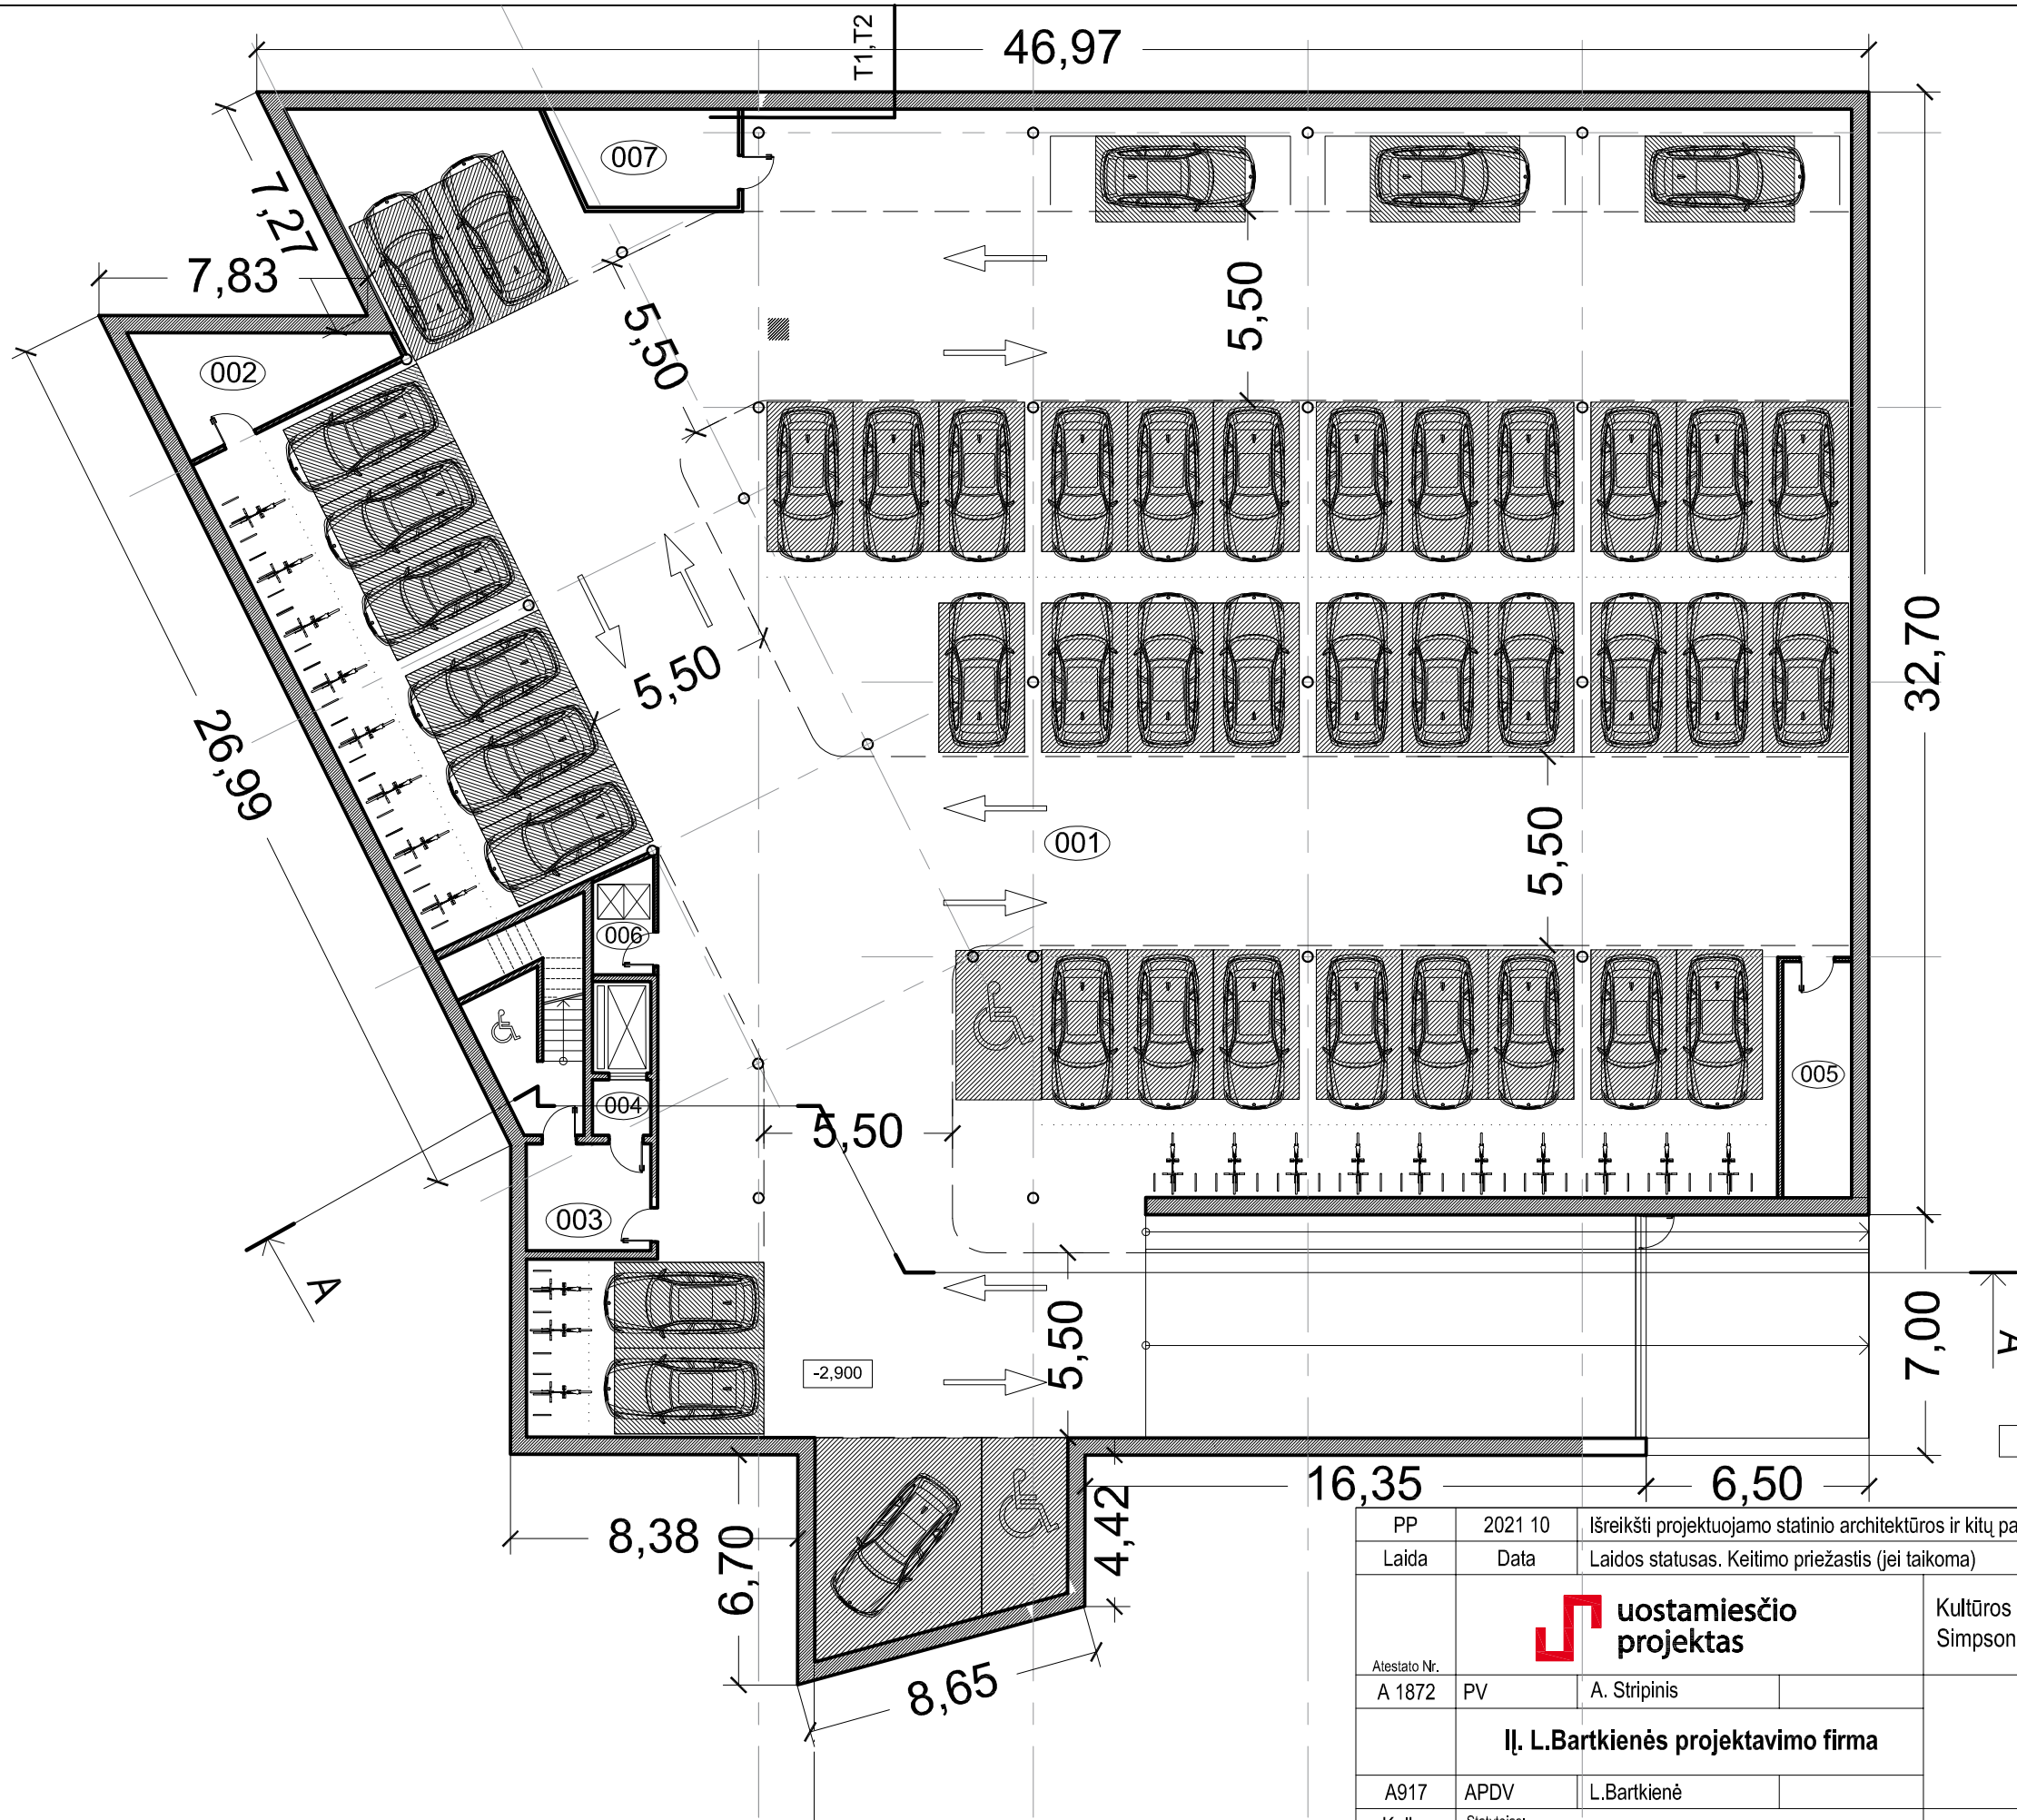 T1,T2
46,97
007
7,27
7,83
5,50
5,50
002
32,70
5,50
26,99
5,50
001
006
005
004
5,50
003
A
5,50
-2,900
7,00
A
16,35
6,50
8,38
6,70
4,42
8,65
PP 2021 10 Išreikšti projektuojamo statinio architektūros ir kitų pa
Laida Data Laidos statusas. Keitimo priežastis (jei taikoma)
uostamiesčio
projektas
Kultūros
Simpson
Atestato Nr.
A 1872 PV A. Stripinis
IĮ. L.Bartkienės projektavimo firma
A917 APDV L.Bartkienė